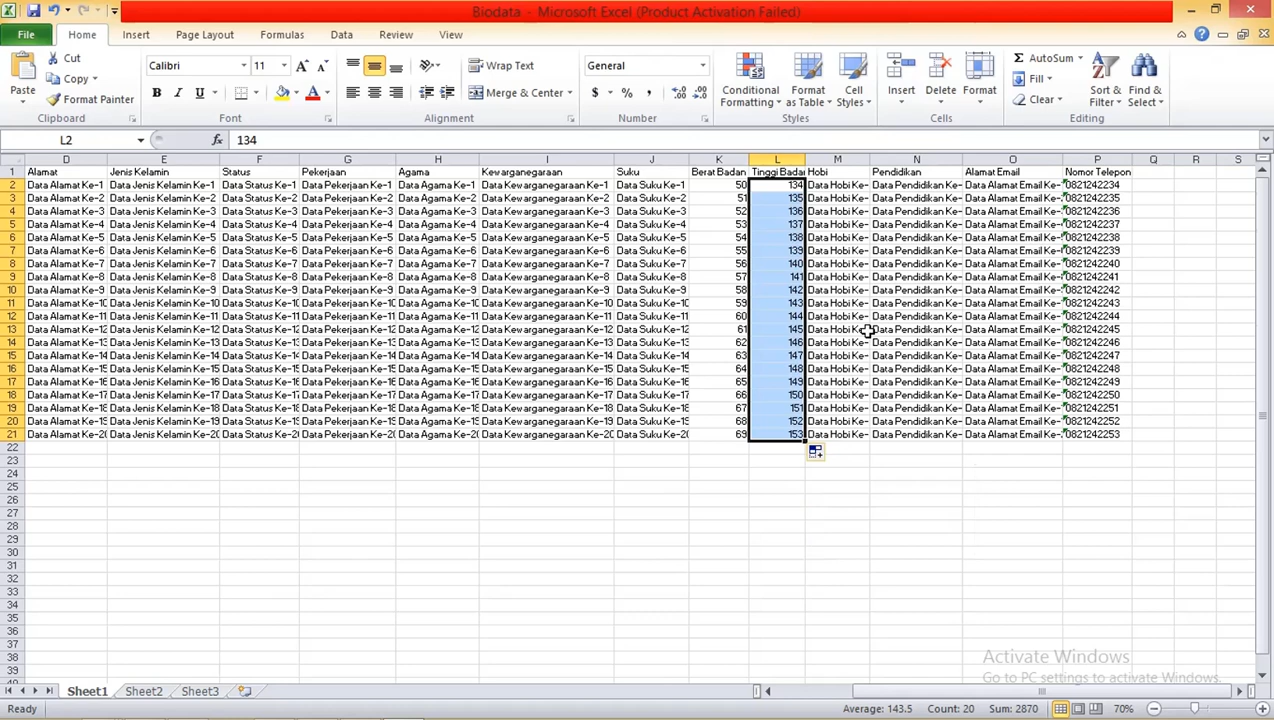 Biodata - Microsoft Excel (Product Activation Failed)
File Home Insert Page Layout Formulas Data Review View
Paste Cut Copy Format Painter Clipboard
Calibri 11 B I U A A A Font
Wrap Text Merge & Center Alignment
General $ % , Number
Conditional Formatting Format as Table Cell Styles Styles
Insert Delete Format Cells
Σ AutoSum Fill Clear Sort & Filter Find & Select Editing
L2 fx 134
D E F G H I J K L M N O P Q R S
1 Alamat Jenis Kelamin Status Pekerjaan Agama Kewarganegaraan Suku Berat Badan Tinggi Badan Hobi Pendidikan Alamat Email Nomor Telepon
2 Data Alamat Ke-1 Data Jenis Kelamin Ke-1 Data Status Ke-1 Data Pekerjaan Ke-1 Data Agama Ke-1 Data Kewarganegaraan Ke-1 Data Suku Ke-1 50 134 Data Hobi Ke- Data Pendidikan Ke- Data Alamat Email Ke- 0821242234
3 Data Alamat Ke-2 Data Jenis Kelamin Ke-2 Data Status Ke-2 Data Pekerjaan Ke-2 Data Agama Ke-2 Data Kewarganegaraan Ke-2 Data Suku Ke-2 51 135 Data Hobi Ke- Data Pendidikan Ke- Data Alamat Email Ke- 0821242235
4 Data Alamat Ke-3 Data Jenis Kelamin Ke-3 Data Status Ke-3 Data Pekerjaan Ke-3 Data Agama Ke-3 Data Kewarganegaraan Ke-3 Data Suku Ke-3 52 136 Data Hobi Ke- Data Pendidikan Ke- Data Alamat Email Ke- 0821242236
5 Data Alamat Ke-4 Data Jenis Kelamin Ke-4 Data Status Ke-4 Data Pekerjaan Ke-4 Data Agama Ke-4 Data Kewarganegaraan Ke-4 Data Suku Ke-4 53 137 Data Hobi Ke- Data Pendidikan Ke- Data Alamat Email Ke- 0821242237
6 Data Alamat Ke-5 Data Jenis Kelamin Ke-5 Data Status Ke-5 Data Pekerjaan Ke-5 Data Agama Ke-5 Data Kewarganegaraan Ke-5 Data Suku Ke-5 54 138 Data Hobi Ke- Data Pendidikan Ke- Data Alamat Email Ke- 0821242238
7 Data Alamat Ke-6 Data Jenis Kelamin Ke-6 Data Status Ke-6 Data Pekerjaan Ke-6 Data Agama Ke-6 Data Kewarganegaraan Ke-6 Data Suku Ke-6 55 139 Data Hobi Ke- Data Pendidikan Ke- Data Alamat Email Ke- 0821242239
8 Data Alamat Ke-7 Data Jenis Kelamin Ke-7 Data Status Ke-7 Data Pekerjaan Ke-7 Data Agama Ke-7 Data Kewarganegaraan Ke-7 Data Suku Ke-7 56 140 Data Hobi Ke- Data Pendidikan Ke- Data Alamat Email Ke- 0821242240
9 Data Alamat Ke-8 Data Jenis Kelamin Ke-8 Data Status Ke-8 Data Pekerjaan Ke-8 Data Agama Ke-8 Data Kewarganegaraan Ke-8 Data Suku Ke-8 57 141 Data Hobi Ke- Data Pendidikan Ke- Data Alamat Email Ke- 0821242241
10 Data Alamat Ke-9 Data Jenis Kelamin Ke-9 Data Status Ke-9 Data Pekerjaan Ke-9 Data Agama Ke-9 Data Kewarganegaraan Ke-9 Data Suku Ke-9 58 142 Data Hobi Ke- Data Pendidikan Ke- Data Alamat Email Ke- 0821242242
11 Data Alamat Ke-10 Data Jenis Kelamin Ke-10 Data Status Ke-10 Data Pekerjaan Ke-10 Data Agama Ke-10 Data Kewarganegaraan Ke-10 Data Suku Ke-10 59 143 Data Hobi Ke- Data Pendidikan Ke- Data Alamat Email Ke- 0821242243
12 Data Alamat Ke-11 Data Jenis Kelamin Ke-11 Data Status Ke-11 Data Pekerjaan Ke-11 Data Agama Ke-11 Data Kewarganegaraan Ke-11 Data Suku Ke-11 60 144 Data Hobi Ke- Data Pendidikan Ke- Data Alamat Email Ke- 0821242244
13 Data Alamat Ke-12 Data Jenis Kelamin Ke-12 Data Status Ke-12 Data Pekerjaan Ke-12 Data Agama Ke-12 Data Kewarganegaraan Ke-12 Data Suku Ke-12 61 145 Data Hobi Ke- Data Pendidikan Ke- Data Alamat Email Ke- 0821242245
14 Data Alamat Ke-13 Data Jenis Kelamin Ke-13 Data Status Ke-13 Data Pekerjaan Ke-13 Data Agama Ke-13 Data Kewarganegaraan Ke-13 Data Suku Ke-13 62 146 Data Hobi Ke- Data Pendidikan Ke- Data Alamat Email Ke- 0821242246
15 Data Alamat Ke-14 Data Jenis Kelamin Ke-14 Data Status Ke-14 Data Pekerjaan Ke-14 Data Agama Ke-14 Data Kewarganegaraan Ke-14 Data Suku Ke-14 63 147 Data Hobi Ke- Data Pendidikan Ke- Data Alamat Email Ke- 0821242247
16 Data Alamat Ke-15 Data Jenis Kelamin Ke-15 Data Status Ke-15 Data Pekerjaan Ke-15 Data Agama Ke-15 Data Kewarganegaraan Ke-15 Data Suku Ke-15 64 148 Data Hobi Ke- Data Pendidikan Ke- Data Alamat Email Ke- 0821242248
17 Data Alamat Ke-16 Data Jenis Kelamin Ke-16 Data Status Ke-16 Data Pekerjaan Ke-16 Data Agama Ke-16 Data Kewarganegaraan Ke-16 Data Suku Ke-16 65 149 Data Hobi Ke- Data Pendidikan Ke- Data Alamat Email Ke- 0821242249
18 Data Alamat Ke-17 Data Jenis Kelamin Ke-17 Data Status Ke-17 Data Pekerjaan Ke-17 Data Agama Ke-17 Data Kewarganegaraan Ke-17 Data Suku Ke-17 66 150 Data Hobi Ke- Data Pendidikan Ke- Data Alamat Email Ke- 0821242250
19 Data Alamat Ke-18 Data Jenis Kelamin Ke-18 Data Status Ke-18 Data Pekerjaan Ke-18 Data Agama Ke-18 Data Kewarganegaraan Ke-18 Data Suku Ke-18 67 151 Data Hobi Ke- Data Pendidikan Ke- Data Alamat Email Ke- 0821242251
20 Data Alamat Ke-19 Data Jenis Kelamin Ke-19 Data Status Ke-19 Data Pekerjaan Ke-19 Data Agama Ke-19 Data Kewarganegaraan Ke-19 Data Suku Ke-19 68 152 Data Hobi Ke- Data Pendidikan Ke- Data Alamat Email Ke- 0821242252
21 Data Alamat Ke-20 Data Jenis Kelamin Ke-20 Data Status Ke-20 Data Pekerjaan Ke-20 Data Agama Ke-20 Data Kewarganegaraan Ke-20 Data Suku Ke-20 69 153 Data Hobi Ke- Data Pendidikan Ke- Data Alamat Email Ke- 0821242253
22
23
24
25
26
27
28
29
30
31
32
33
34
35
36
37
38
39
Activate Windows
Go to PC settings to activate Windows.
Sheet1 Sheet2 Sheet3
Ready Average: 143.5 Count: 20 Sum: 2870 70%